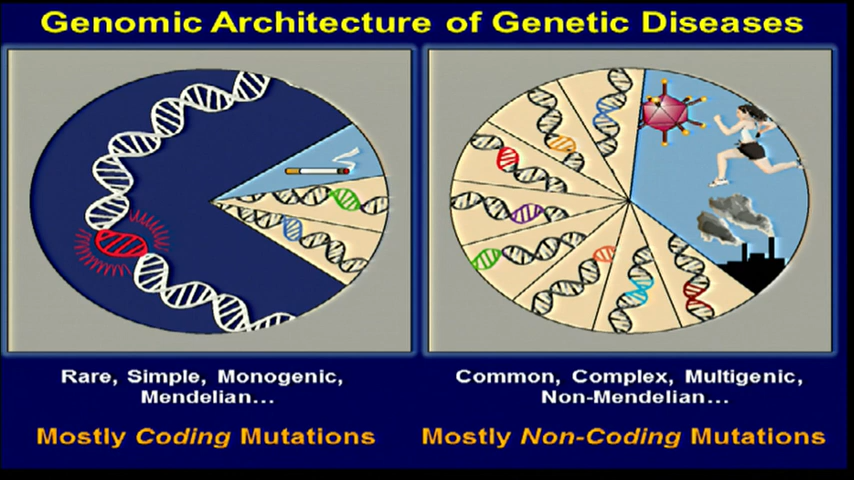 Genomic Architecture of Genetic Diseases
Rare, Simple, Monogenic,
Mendelian...
Mostly Coding Mutations
Common, Complex, Multigenic,
Non-Mendelian...
Mostly Non-Coding Mutations